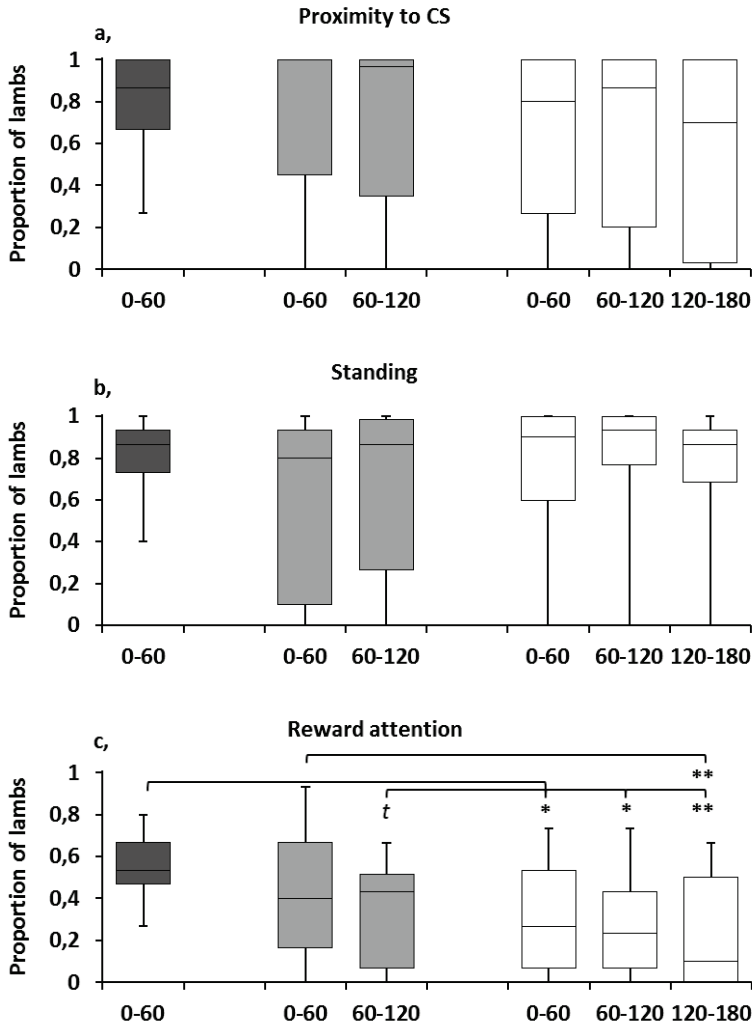 Proximity to CS
a,
Proportion of lambs
1
0,8
0,6
0,4
0,2
0
0-60 0-60 60-120 0-60 60-120 120-180
Standing
b,
Proportion of lambs
1
0,8
0,6
0,4
0,2
0
0-60 0-60 60-120 0-60 60-120 120-180
Reward attention
c,
Proportion of lambs
1 **
0,8 t * * **
0,6
0,4
0,2
0
0-60 0-60 60-120 0-60 60-120 120-180